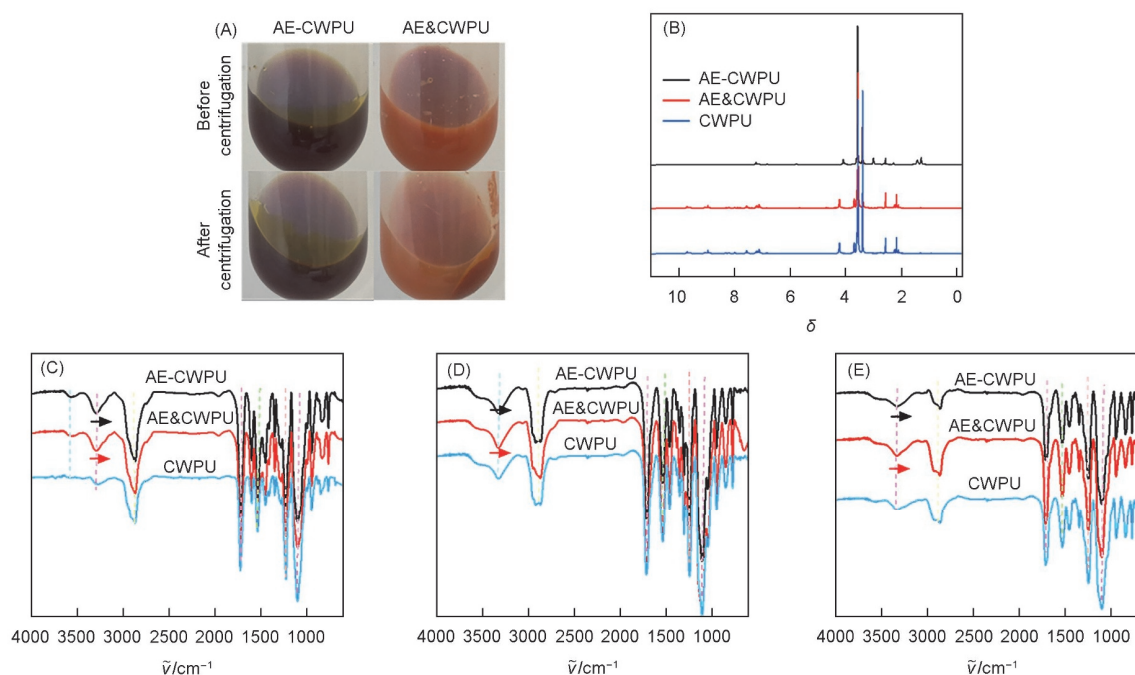 (A)
AE-CWPU
AE&CWPU
Before
centrifugation
After
centrifugation
(B)
AE-CWPU
AE&CWPU
CWPU
10 8 6 4 2 0
δ
(C)
AE-CWPU
AE&CWPU
CWPU
4000 3500 3000 2500 2000 1500 1000
ṽ/cm⁻¹
(D)
AE-CWPU
AE&CWPU
CWPU
4000 3500 3000 2500 2000 1500 1000
ṽ/cm⁻¹
(E)
AE-CWPU
AE&CWPU
CWPU
4000 3500 3000 2500 2000 1500 1000
ṽ/cm⁻¹